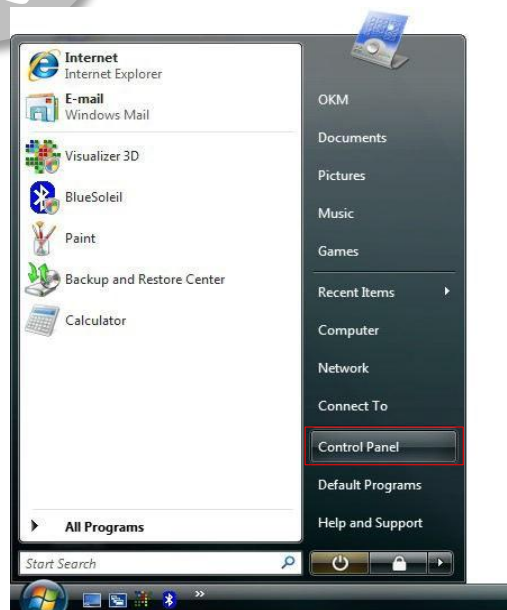 Internet
Internet Explorer
E-mail
Windows Mail
Visualizer 3D
BlueSoleil
Paint
Backup and Restore Center
Calculator
All Programs
Start Search
OKM
Documents
Pictures
Music
Games
Recent Items
Computer
Network
Connect To
Control Panel
Default Programs
Help and Support